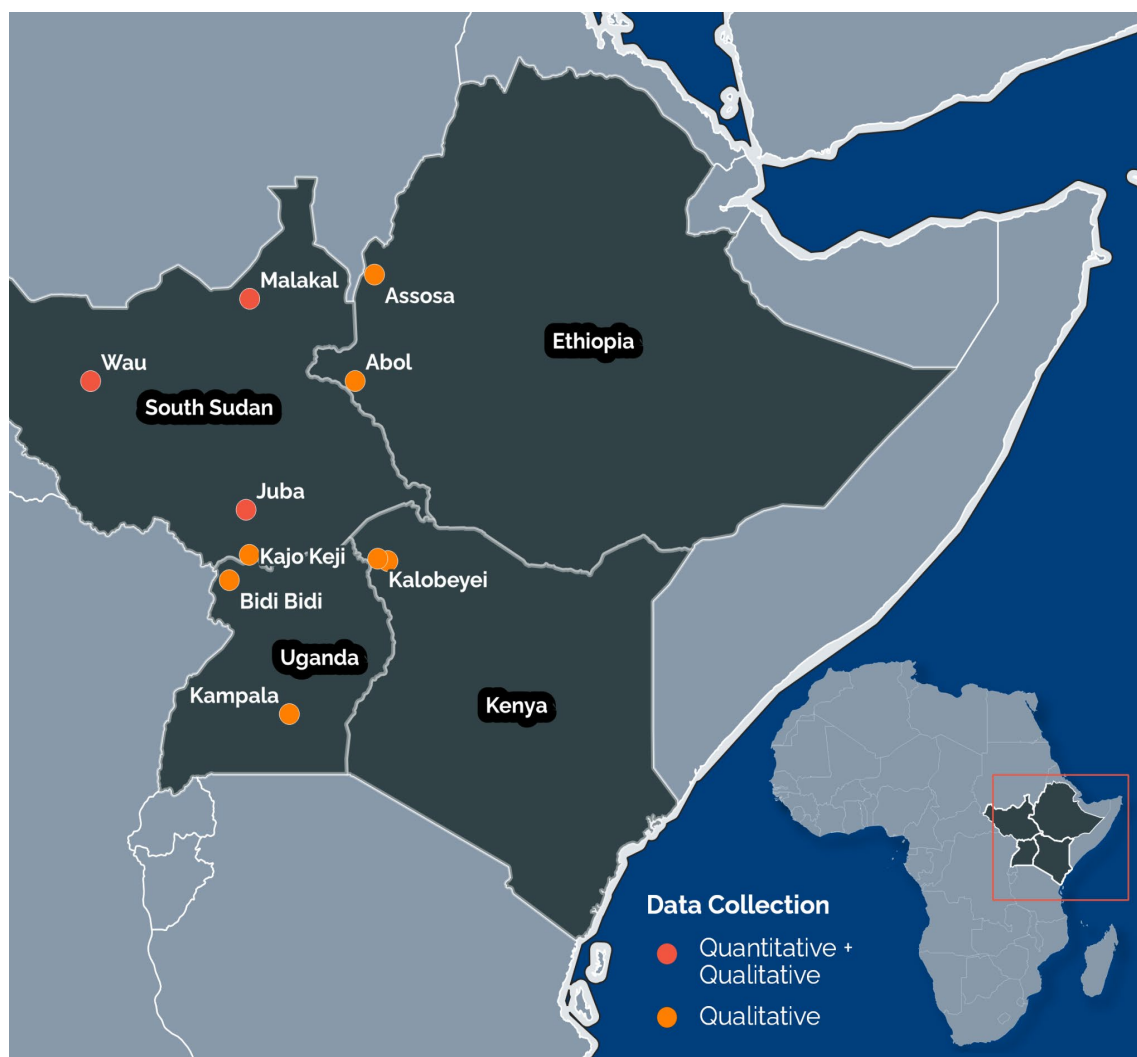 Malakal
Assosa
Ethiopia
Wau
Abol
South Sudan
Juba
Kajo Keji
Kalobeyei
Bidi Bidi
Uganda
Kampala
Kenya
Data Collection
Quantitative +
Qualitative
Qualitative